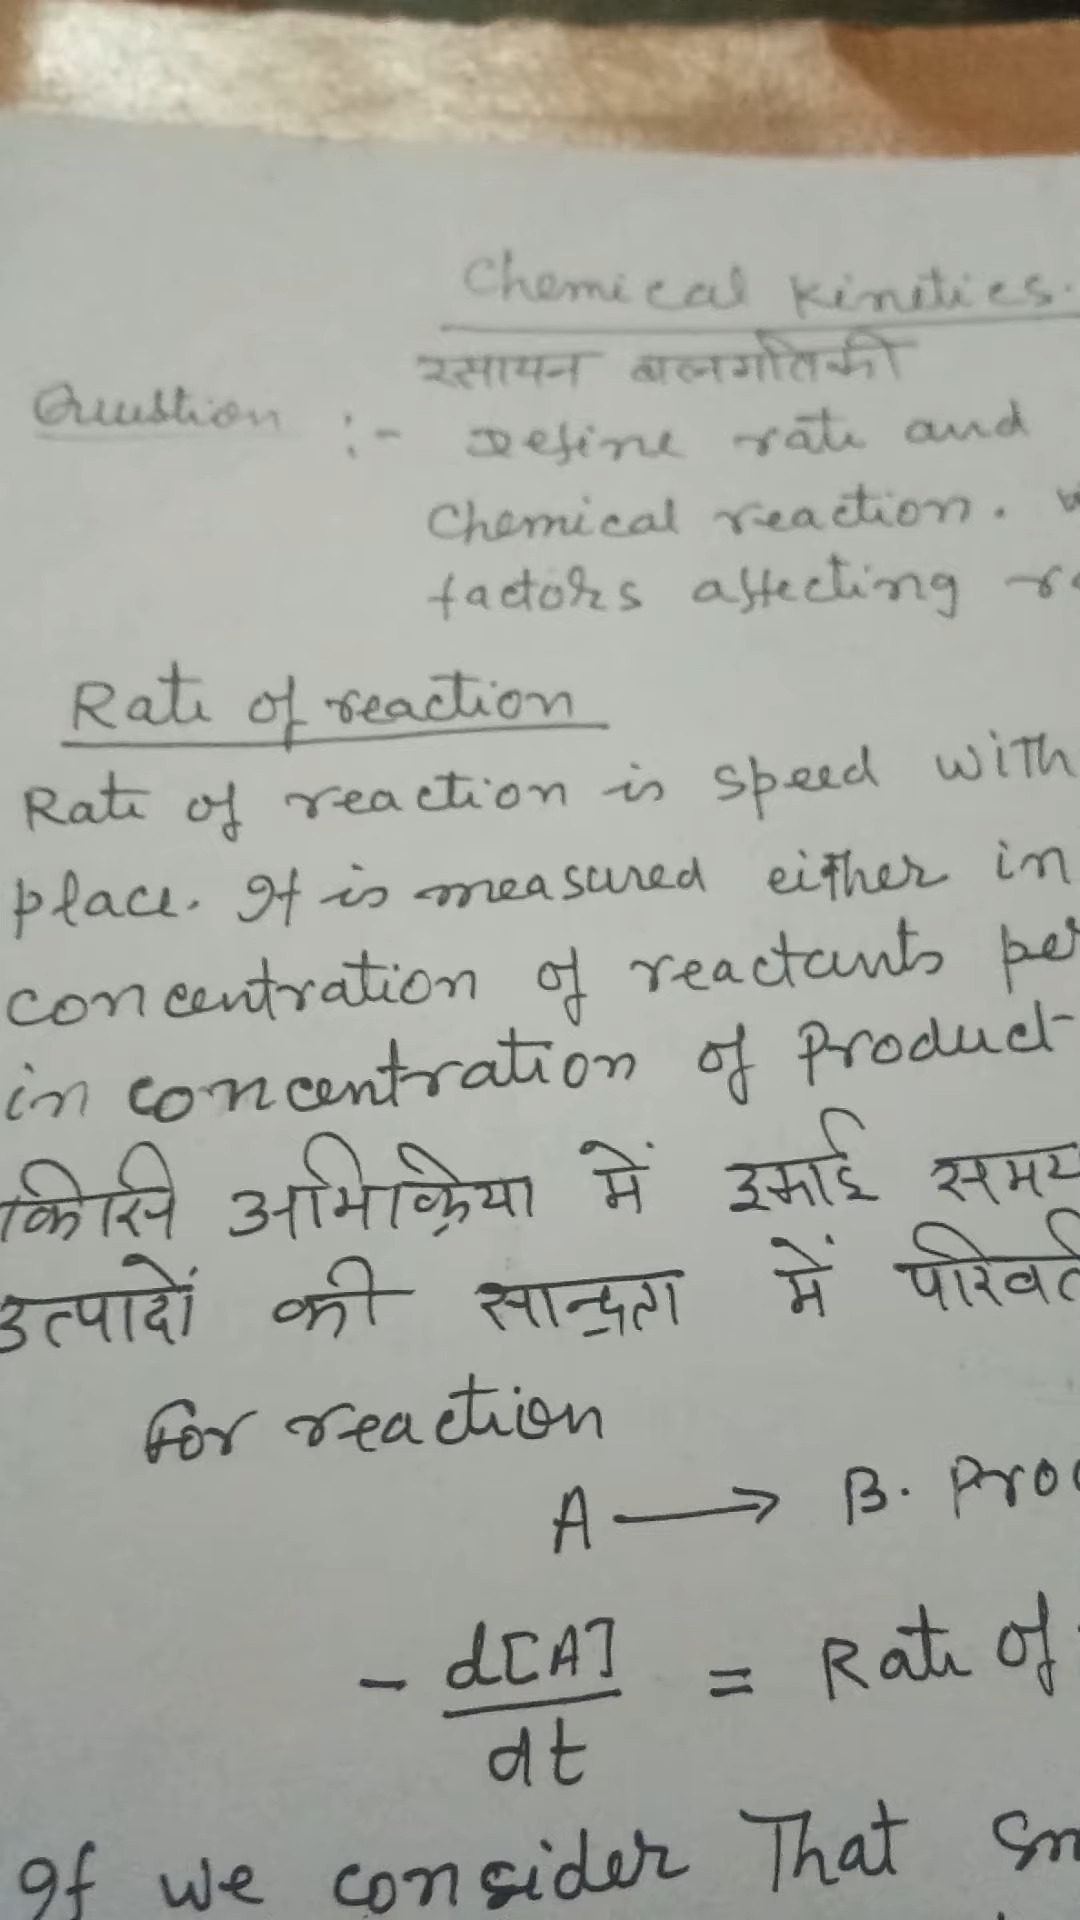 Chemical Kinetics.
रसायन बलगतिकी
Question :- Define rate and
Chemical reaction.
factors affecting
Rate of reaction
Rate of reaction is speed with
place. It is measured either in
concentration of reactants per
in concentration of Product
किसि अभिक्रिया में इकाई समय
उत्पादों की सान्द्रता में
For reaction
A ⟶ B.
- d[A]/dt = Rate of
If we consider That